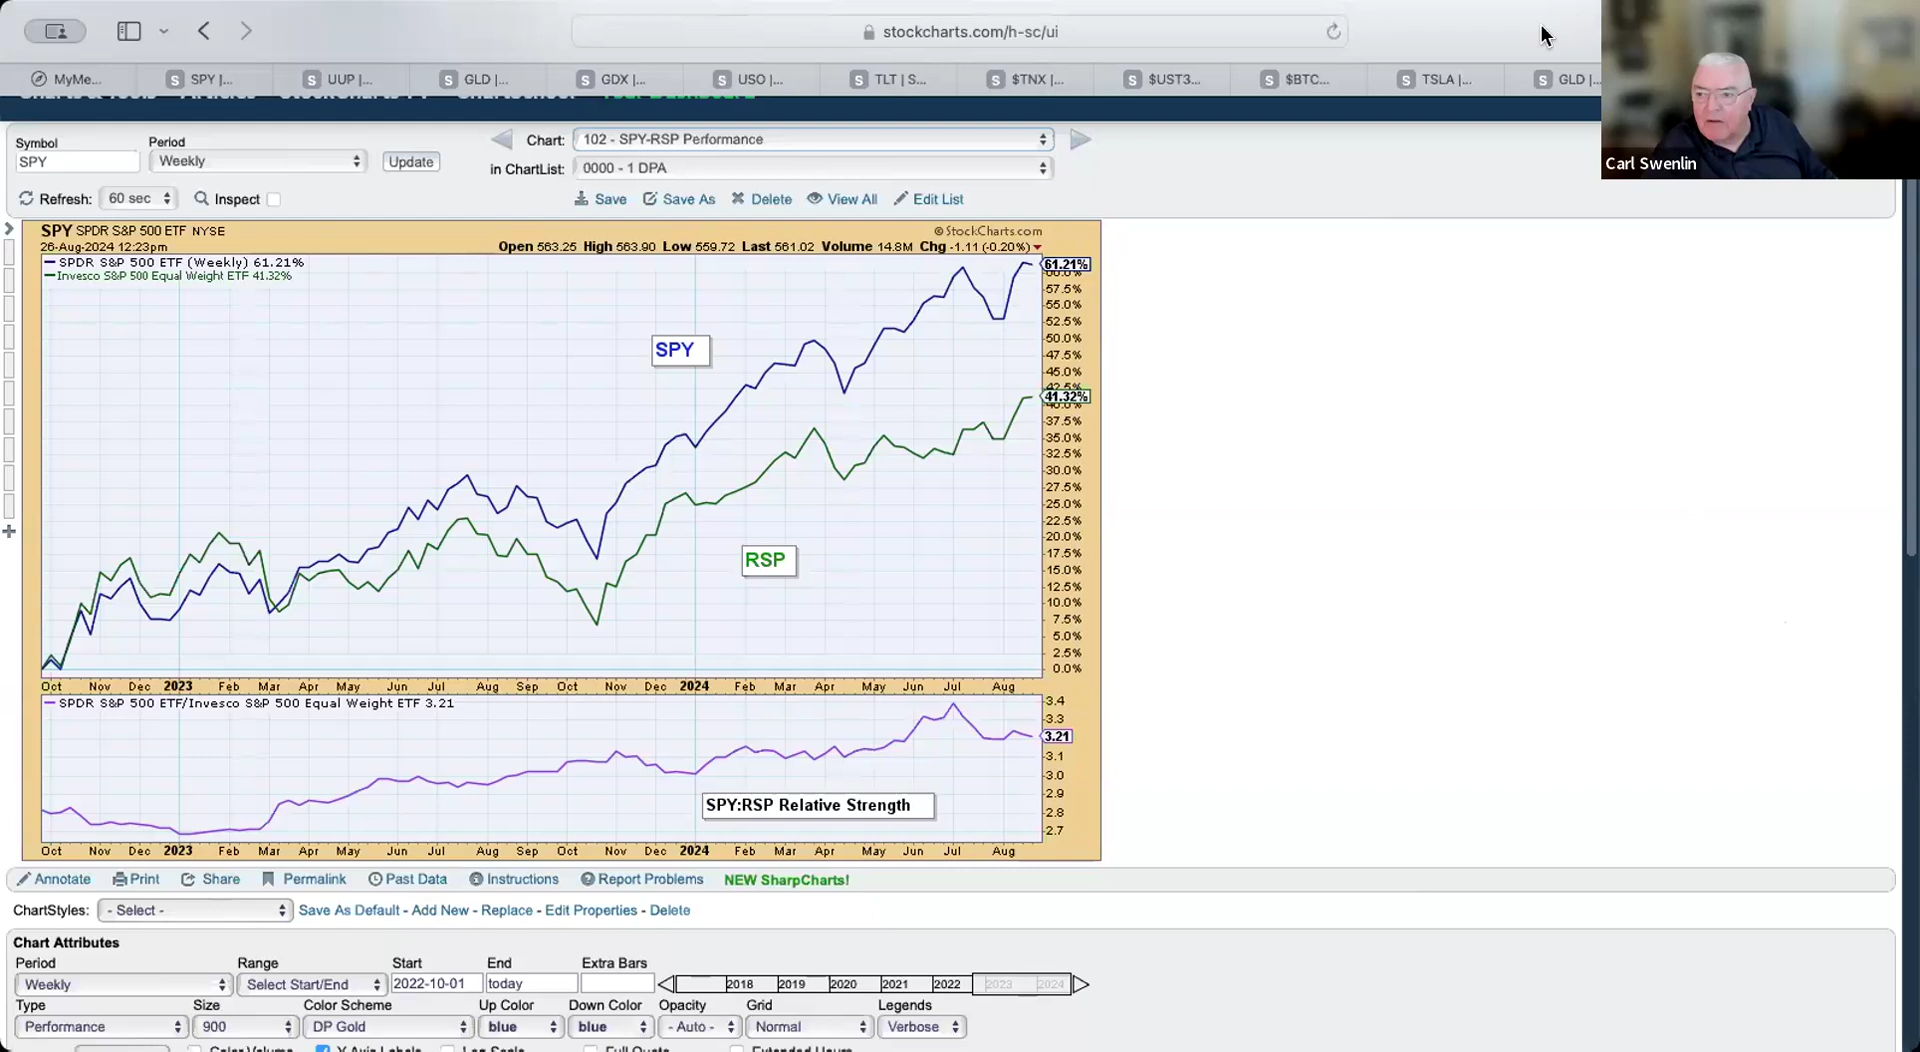 stockcharts.com/h-sc/ui
MyMe...
SPY |...
UUP |...
GLD |...
GDX |...
USO |...
TLT | S...
$TNX |...
$UST3...
$BTC...
TSLA |...
GLD |...
Carl Swenlin
Symbol
Period
SPY
Weekly
Update
Chart:
102 - SPY-RSP Performance
in ChartList:
0000 - 1 DPA
Refresh:
60 sec
Inspect
Save
Save As
Delete
View All
Edit List
SPY SPDR S&P 500 ETF NYSE
© StockCharts.com
26-Aug-2024 12:23pm
Open 563.25 High 563.90 Low 559.72 Last 561.02 Volume 14.8M Chg -1.11 (-0.20%)
SPDR S&P 500 ETF (Weekly) 61.21%
Invesco S&P 500 Equal Weight ETF 41.32%
61.21%
60.0%
57.5%
55.0%
52.5%
50.0%
47.5%
45.0%
42.5%
41.32%
40.0%
37.5%
35.0%
32.5%
30.0%
27.5%
25.0%
22.5%
20.0%
17.5%
15.0%
12.5%
10.0%
7.5%
5.0%
2.5%
0.0%
SPY
RSP
Oct Nov Dec 2023 Feb Mar Apr May Jun Jul Aug Sep Oct Nov Dec 2024 Feb Mar Apr May Jun Jul Aug
SPDR S&P 500 ETF/Invesco S&P 500 Equal Weight ETF 3.21
3.4
3.3
3.21
3.1
3.0
2.9
2.8
2.7
SPY:RSP Relative Strength
Oct Nov Dec 2023 Feb Mar Apr May Jun Jul Aug Sep Oct Nov Dec 2024 Feb Mar Apr May Jun Jul Aug
Annotate
Print
Share
Permalink
Past Data
Instructions
Report Problems
NEW SharpCharts!
ChartStyles:
- Select -
Save As Default - Add New - Replace - Edit Properties - Delete
Chart Attributes
Period
Range
Start
End
Extra Bars
Weekly
Select Start/End
2022-10-01
today
2018 2019 2020 2021 2022 2023 2024
Type
Size
Color Scheme
Up Color
Down Color
Opacity
Grid
Legends
Performance
900
DP Gold
blue
blue
- Auto -
Normal
Verbose